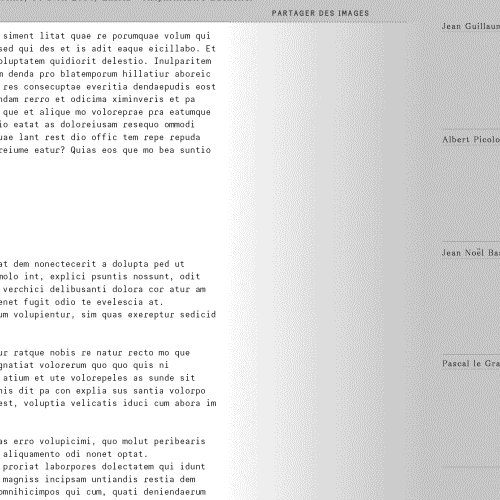 PARTAGER DES IMAGES
siment litat quae re porumquae volum qui
sed qui des et is adit eaque eicillabo. Et
voluptatem quidiorit delestio. Inulparitem
denda pro blatemporum hillatiur aboreic
res consecuptae everitia dendaepudis eost
rerro et odicima ximinveris et pa
que et alique mo voloreprae pra eatumque
eatat as doloreiusam resequo ommodi
lant rest dio offic tem repe repuda
eatur? Quias eos que mo bea suntio
at dem nonectecerit a dolupta ped ut
molo int, explici psuntis nossunt, odit
verchici delibusanti dolora cor atur am
enet fugit odio te evelescia at.
um volupientur, sim quas exereptur sedicid
ur ratque nobis re natur recto mo que
gnatiat volorerum quo quo quis ni
atium et ute volorepeles as sunde sit
nis dit pa con explia sus santia volorpo
est, voluptia velicatis iduci cum abora im
as erro volupicimi, quo molut peribearis
aliquamento odi nonet optat.
proriat laborpores dolectatem qui idunt
magniss incipsam untiandis restia dem
omnihicimpos qui cum, quati deniendaerum
Jean Guillaum
Albert Picolo
Jean Noël Bar
Pascal le Gra